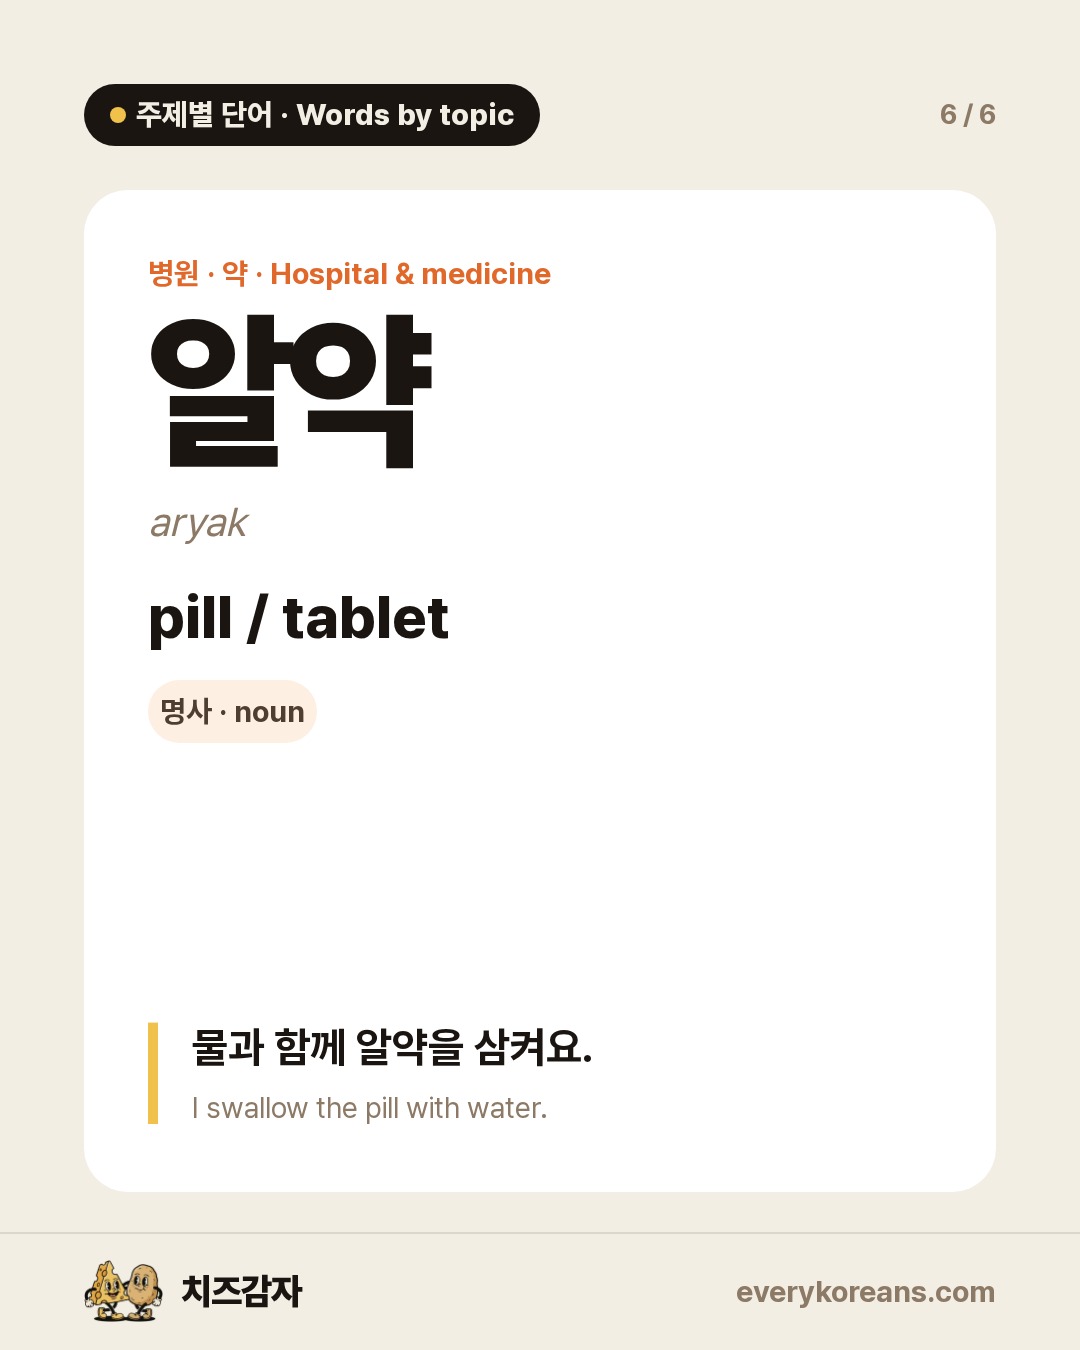 주제별 단어 · Words by topic
6 / 6
병원 · 약 · Hospital & medicine
알약
aryak
pill / tablet
명사 · noun
물과 함께 알약을 삼켜요.
I swallow the pill with water.
치즈감자
everykoreans.com